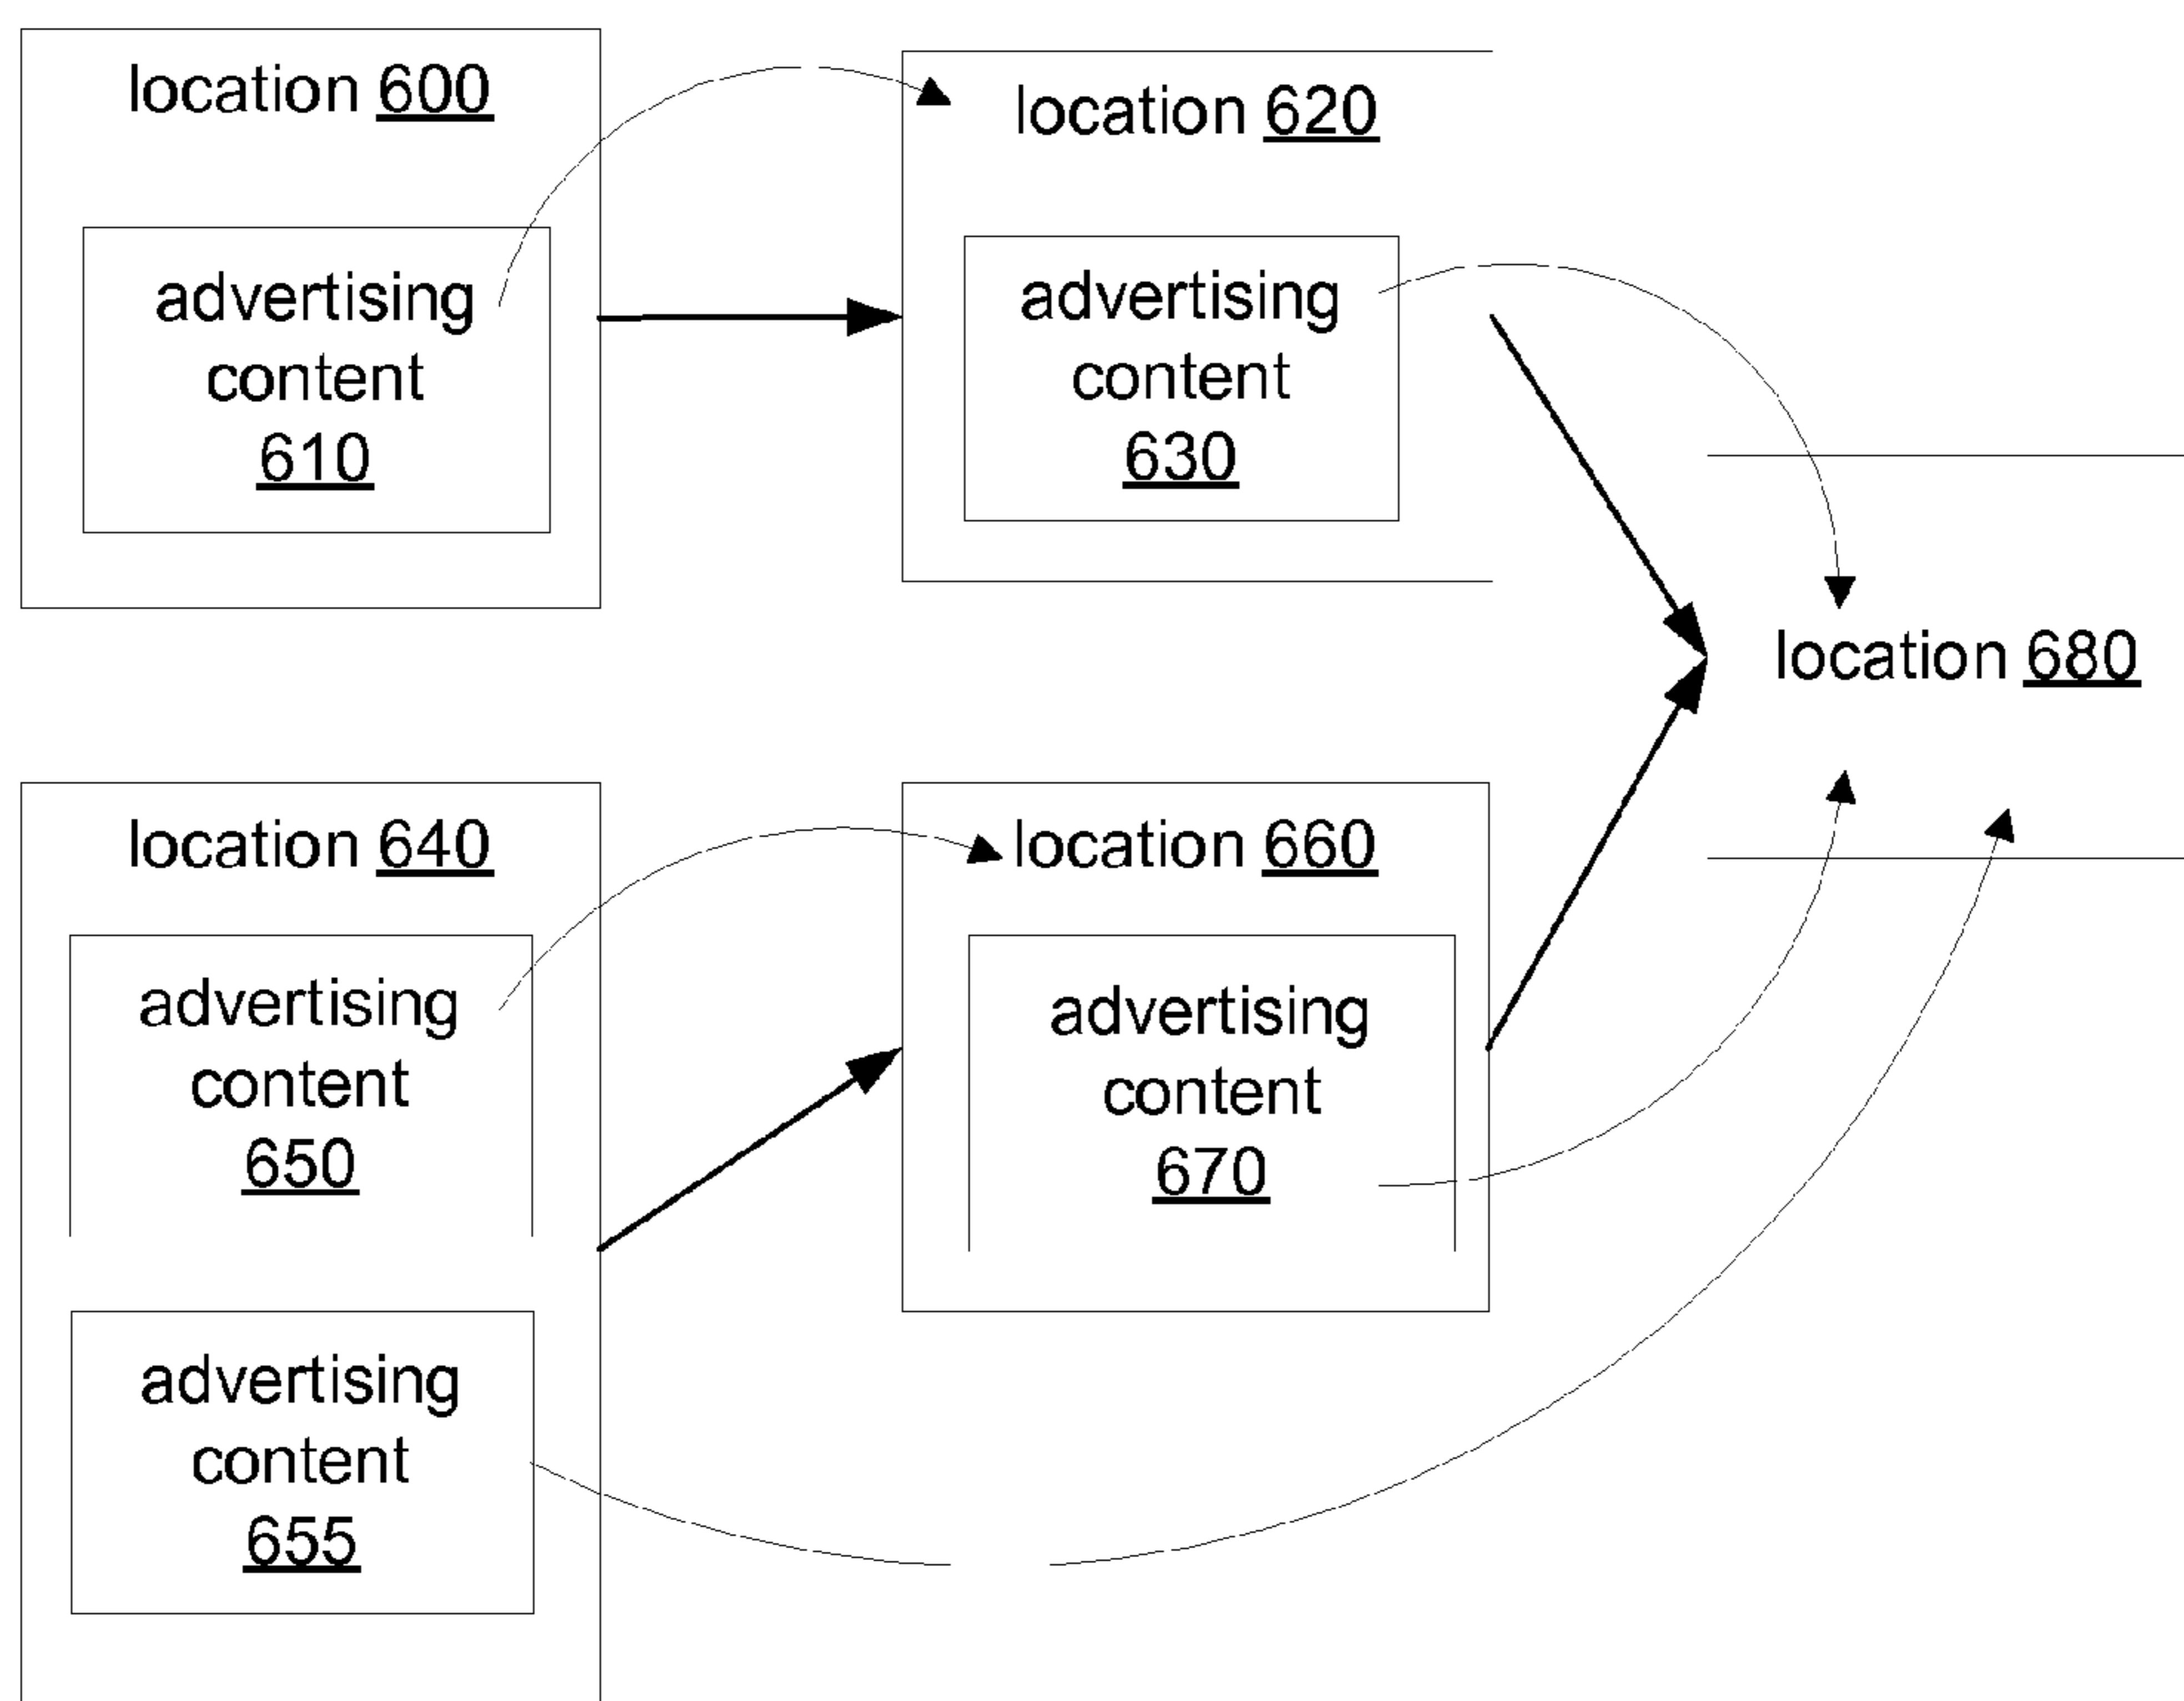 location 600
advertising
content
610
location 620
advertising
content
630
location 680
location 640
advertising
content
650
advertising
content
655
location 660
advertising
content
670